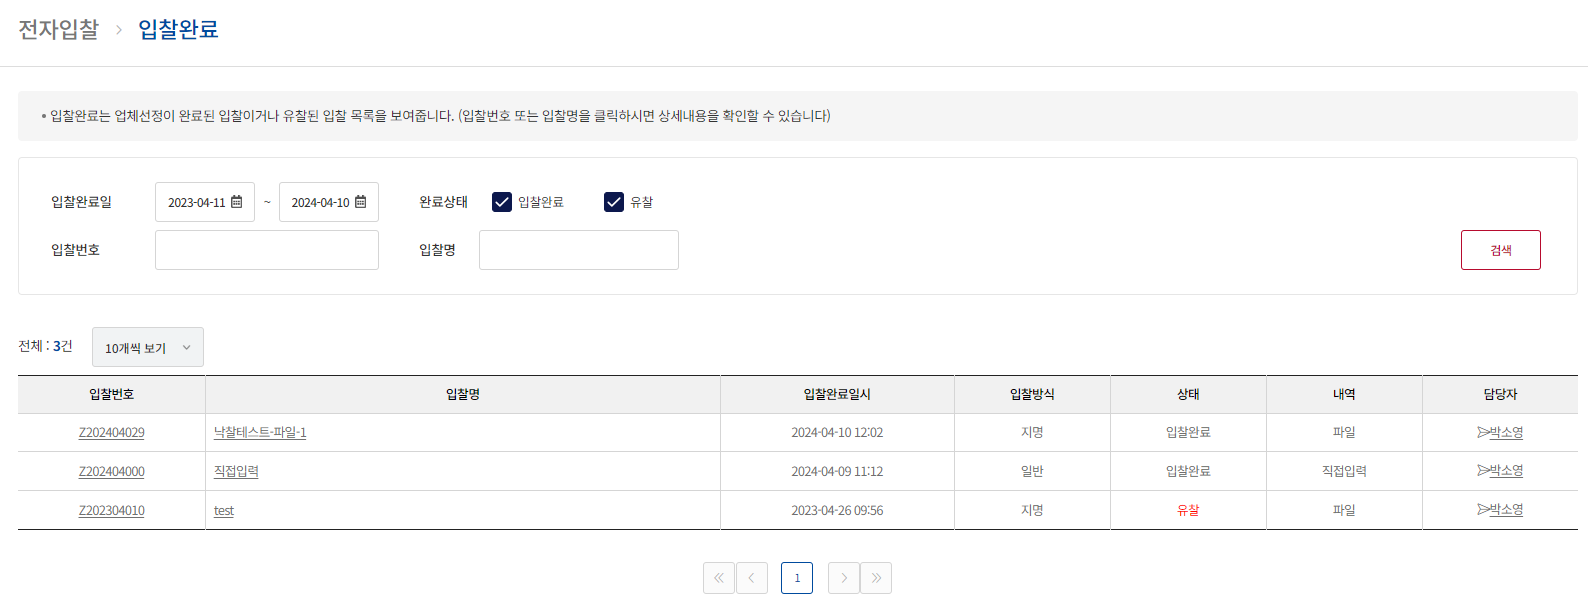 전자입찰 > 입찰완료
• 입찰완료는 업체선정이 완료된 입찰이거나 유찰된 입찰 목록을 보여줍니다. (입찰번호 또는 입찰명을 클릭하시면 상세내용을 확인할 수 있습니다)
입찰완료일 2023-04-11 ~ 2024-04-10 완료상태 입찰완료 유찰
입찰번호 입찰명 검색
전체 : 3건 10개씩 보기
입찰번호 입찰명 입찰완료일시 입찰방식 상태 내역 담당자
Z202404029 낙찰테스트-파일-1 2024-04-10 12:02 지명 입찰완료 파일 박소영
Z202404000 직접입력 2024-04-09 11:12 일반 입찰완료 직접입력 박소영
Z202304010 test 2023-04-26 09:56 지명 유찰 파일 박소영
1